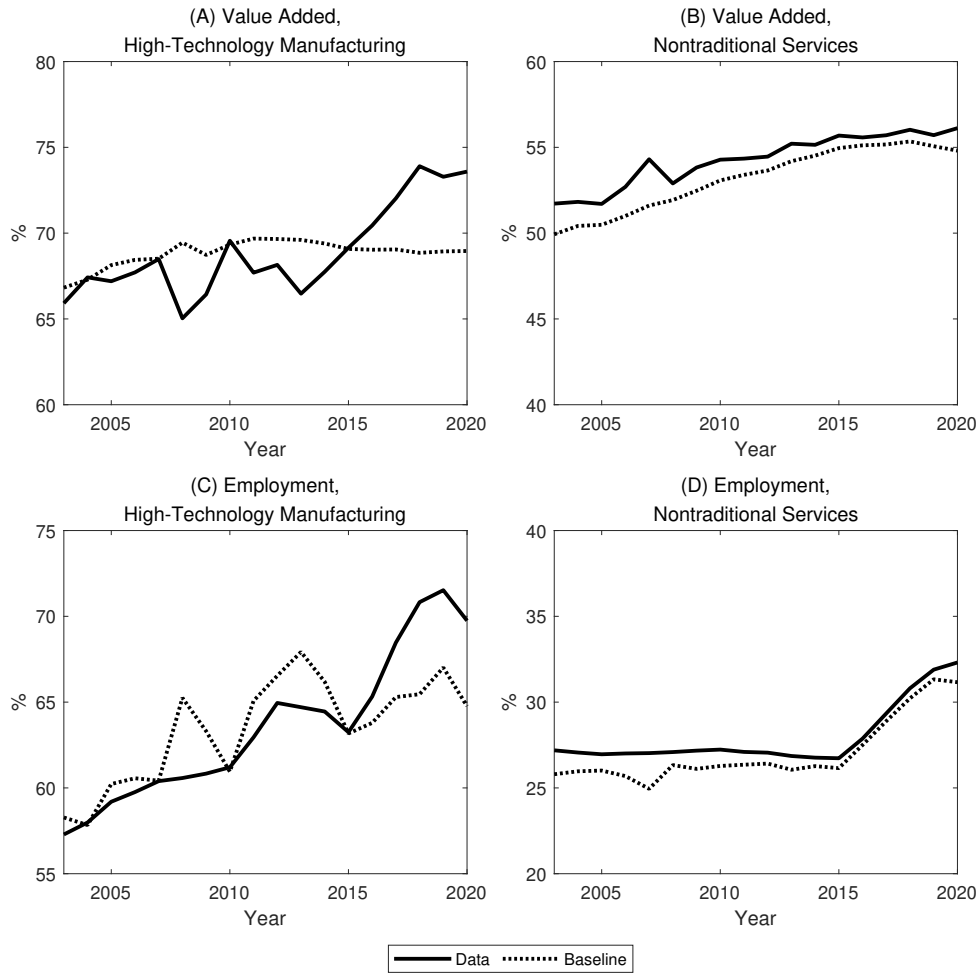 (A) Value Added,
High-Technology Manufacturing
80
75
70
65
60
%
2005 2010 2015 2020
Year
(B) Value Added,
Nontraditional Services
60
55
50
45
40
%
2005 2010 2015 2020
Year
(C) Employment,
High-Technology Manufacturing
75
70
65
60
55
%
2005 2010 2015 2020
Year
(D) Employment,
Nontraditional Services
40
35
30
25
20
%
2005 2010 2015 2020
Year
Data Baseline